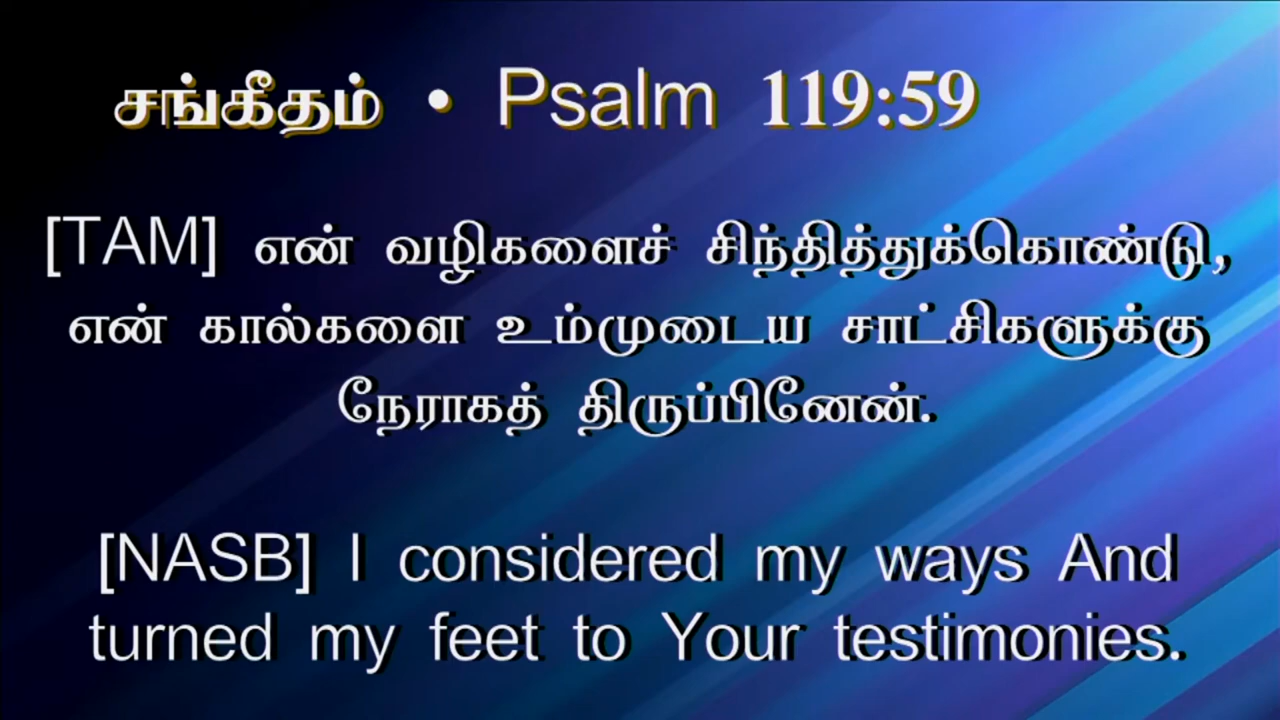 சங்கீதம் • Psalm 119:59
[TAM] என் வழிகளைச் சிந்தித்துக்கொண்டு,
என் கால்களை உம்முடைய சாட்சிகளுக்கு
நேராகத் திருப்பினேன்.
[NASB] I considered my ways And
turned my feet to Your testimonies.